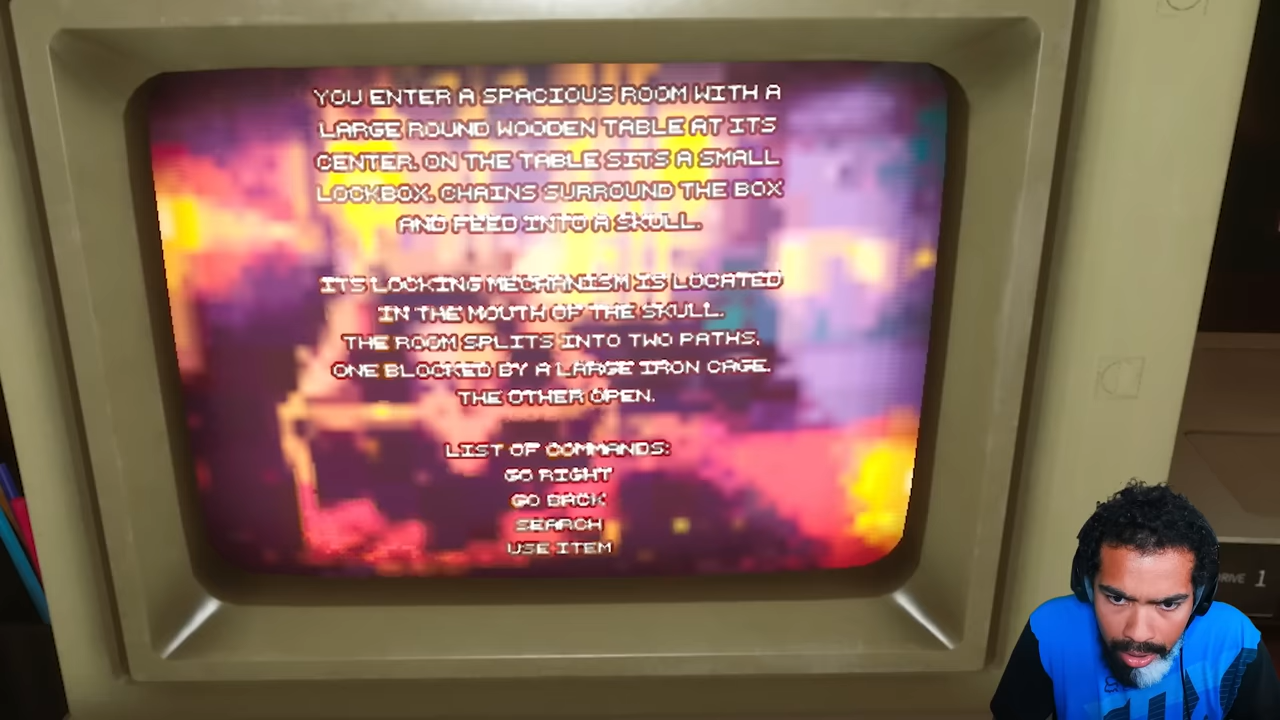 YOU ENTER A SPACIOUS ROOM WITH A
LARGE ROUND WOODEN TABLE AT ITS
CENTER. ON THE TABLE SITS A SMALL
LOCKBOX. CHAINS SURROUND THE BOX
AND FEED INTO A SKULL.
ITS LOCKING MECHANISM IS LOCATED
IN THE MOUTH OF THE SKULL.
THE ROOM SPLITS INTO TWO PATHS.
ONE BLOCKED BY A LARGE IRON CAGE.
THE OTHER OPEN.
LIST OF COMMANDS:
GO RIGHT
GO BACK
SEARCH
USE ITEM
DRIVE 1